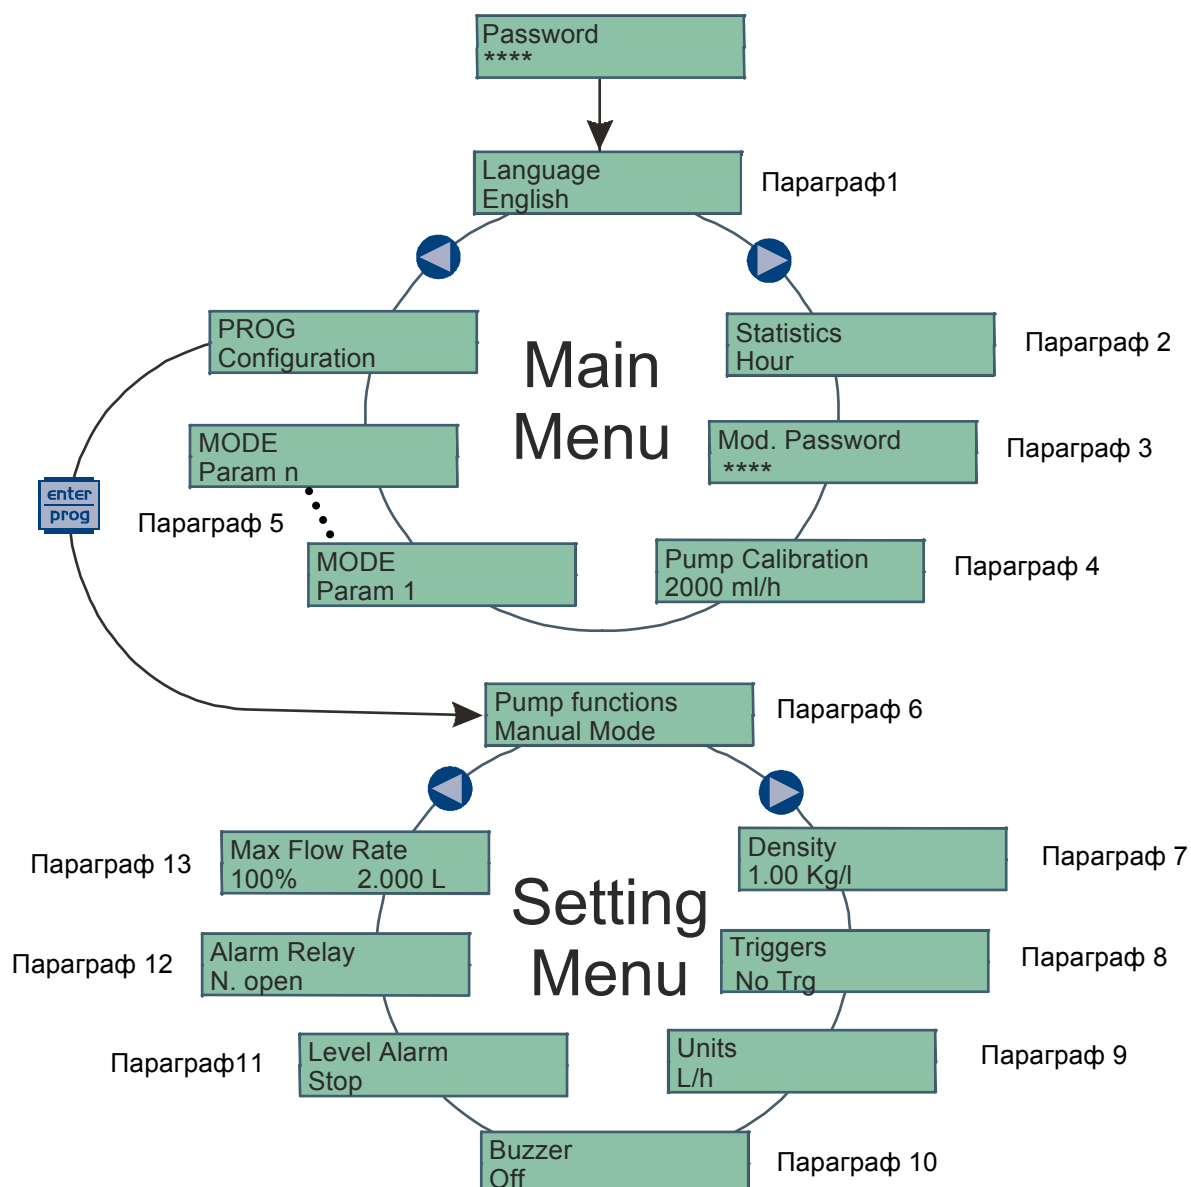 Password
****
Language
English
Параграф1
PROG
Configuration
Statistics
Hour
Параграф 2
Main
Menu
MODE
Param n
Mod. Password
****
Параграф 3
enter
prog
Параграф 5
MODE
Param 1
Pump Calibration
2000 ml/h
Параграф 4
Pump functions
Manual Mode
Параграф 6
Параграф 13
Max Flow Rate
100% 2.000 L
Density
1.00 Kg/l
Параграф 7
Setting
Menu
Параграф 12
Alarm Relay
N. open
Triggers
No Trg
Параграф 8
Параграф11
Level Alarm
Stop
Units
L/h
Параграф 9
Buzzer
Off
Параграф 10